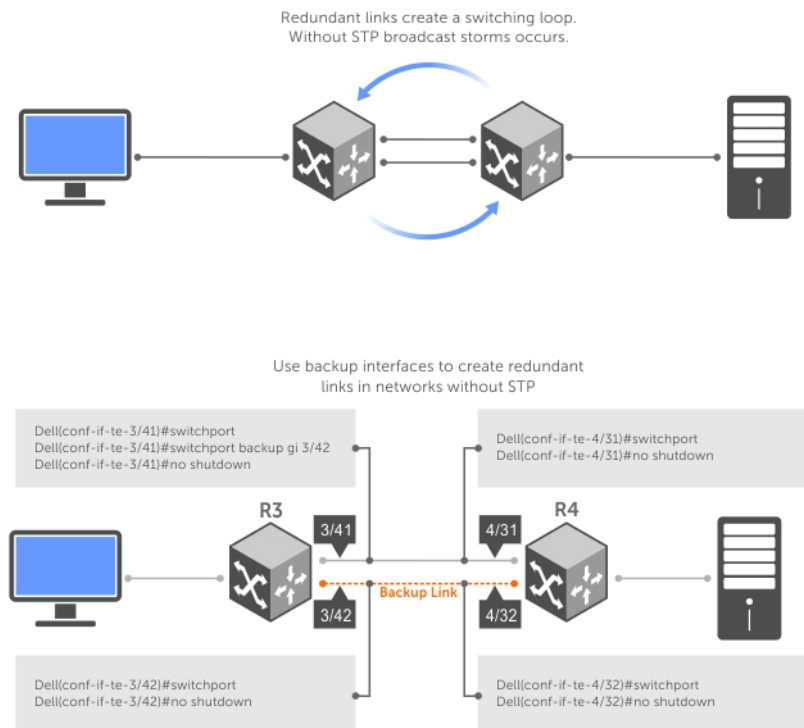 Redundant links create a switching loop.
Without STP broadcast storms occurs.
Use backup interfaces to create redundant
links in networks without STP
Dell(conf-if-te-3/41)#switchport
Dell(conf-if-te-3/41)#switchport backup gi 3/42
Dell(conf-if-te-3/41)#no shutdown
Dell(conf-if-te-4/31)#switchport
Dell(conf-if-te-4/31)#no shutdown
R3
R4
3/41
4/31
Backup Link
3/42
4/32
Dell(conf-if-te-3/42)#switchport
Dell(conf-if-te-3/42)#no shutdown
Dell(conf-if-te-4/32)#switchport
Dell(conf-if-te-4/32)#no shutdown